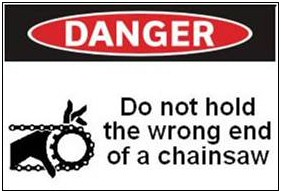 DANGER
Do not hold
the wrong end
of a chainsaw